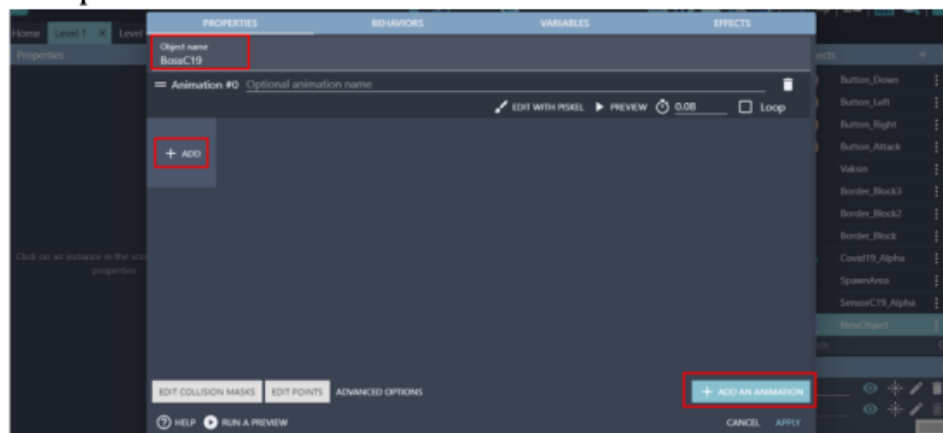 Home Level 1 × Level
PROPERTIES BEHAVIORS VARIABLES EFFECTS
Properties
Object name
BossC19
Animation #0 Optional animation name
EDIT WITH PISKEL PREVIEW 0.08 Loop
+ ADD
Click on an instance in the sce
properties
Button_Down
Button_Left
Button_Right
Button_Attack
Vaksin
Border_Block3
Border_Block2
Border_Block
Covid19_Alpha
SpawnArea
SensorC19_Alpha
NewObject
EDIT COLLISION MASKS EDIT POINTS ADVANCED OPTIONS + ADD AN ANIMATION
HELP RUN A PREVIEW CANCEL APPLY